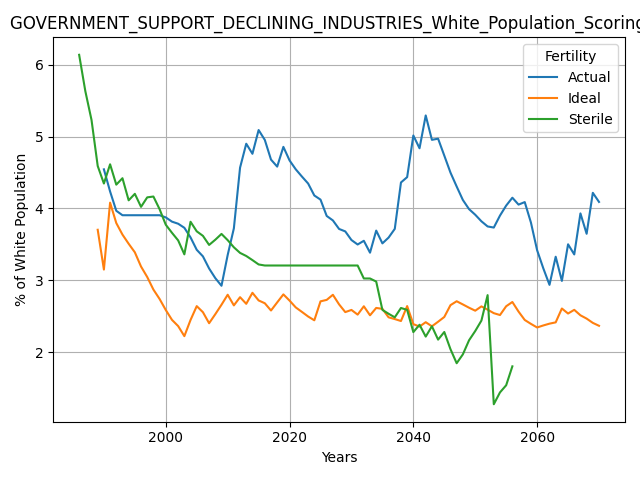 GOVERNMENT_SUPPORT_DECLINING_INDUSTRIES_White_Population_Scoring
Fertility
Actual
Ideal
Sterile
% of White Population
6
5
4
3
2
2000 2020 2040 2060
Years